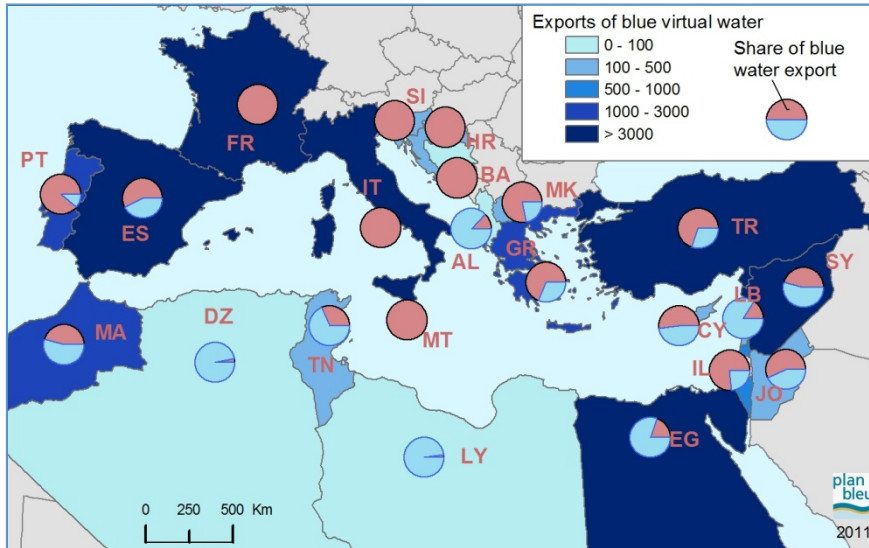 Exports of blue virtual water
0 - 100
100 - 500
500 - 1000
1000 - 3000
> 3000
Share of blue
water export
SI
FR
HR
PT
BA
IT
MK
ES
TR
AL
GR
SY
LB
DZ
MA
CY
TN
MT
IL
JO
EG
LY
0 250 500 Km
plan
bleu
2011